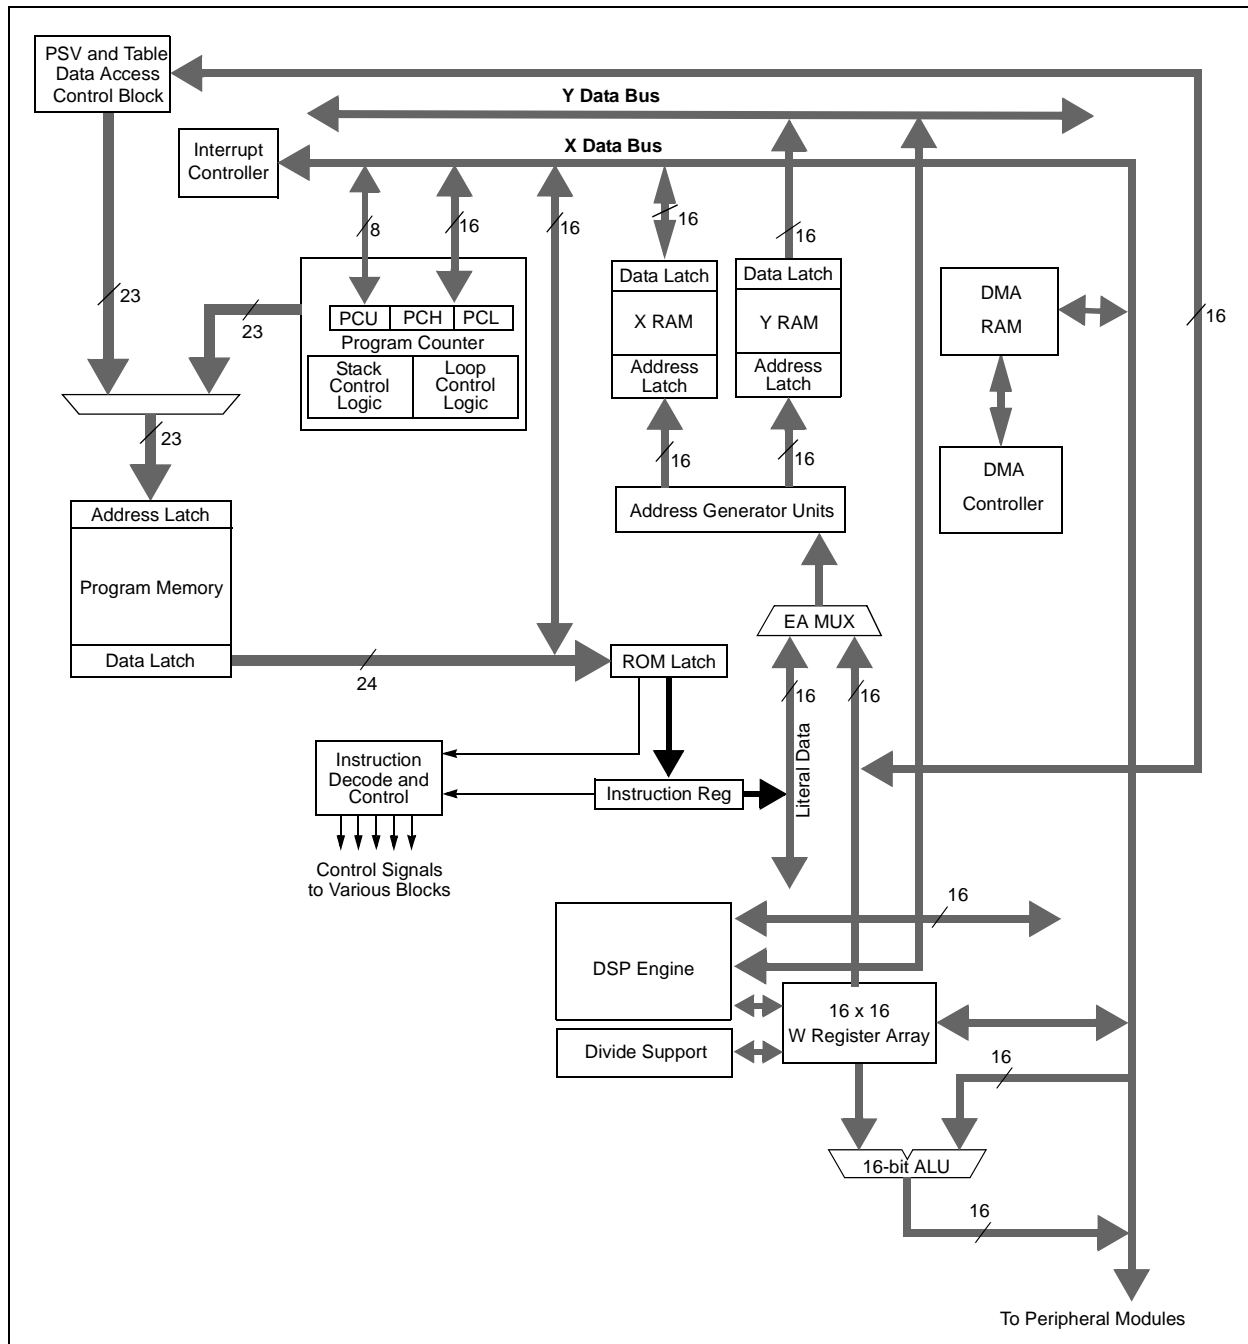 PSV and Table
Data Access
Control Block
Y Data Bus
X Data Bus
Interrupt
Controller
8
16
16
16
16
23
23
16
PCU
PCH
PCL
Program Counter
Stack
Control
Logic
Loop
Control
Logic
Data Latch
X RAM
Address
Latch
Data Latch
Y RAM
Address
Latch
DMA
RAM
23
16
16
DMA
Controller
Address Generator Units
Address Latch
Program Memory
Data Latch
24
ROM Latch
EA MUX
16
16
Literal Data
Instruction
Decode and
Control
Instruction Reg
Control Signals
to Various Blocks
16
DSP Engine
16 x 16
W Register Array
Divide Support
16
16-bit ALU
16
To Peripheral Modules